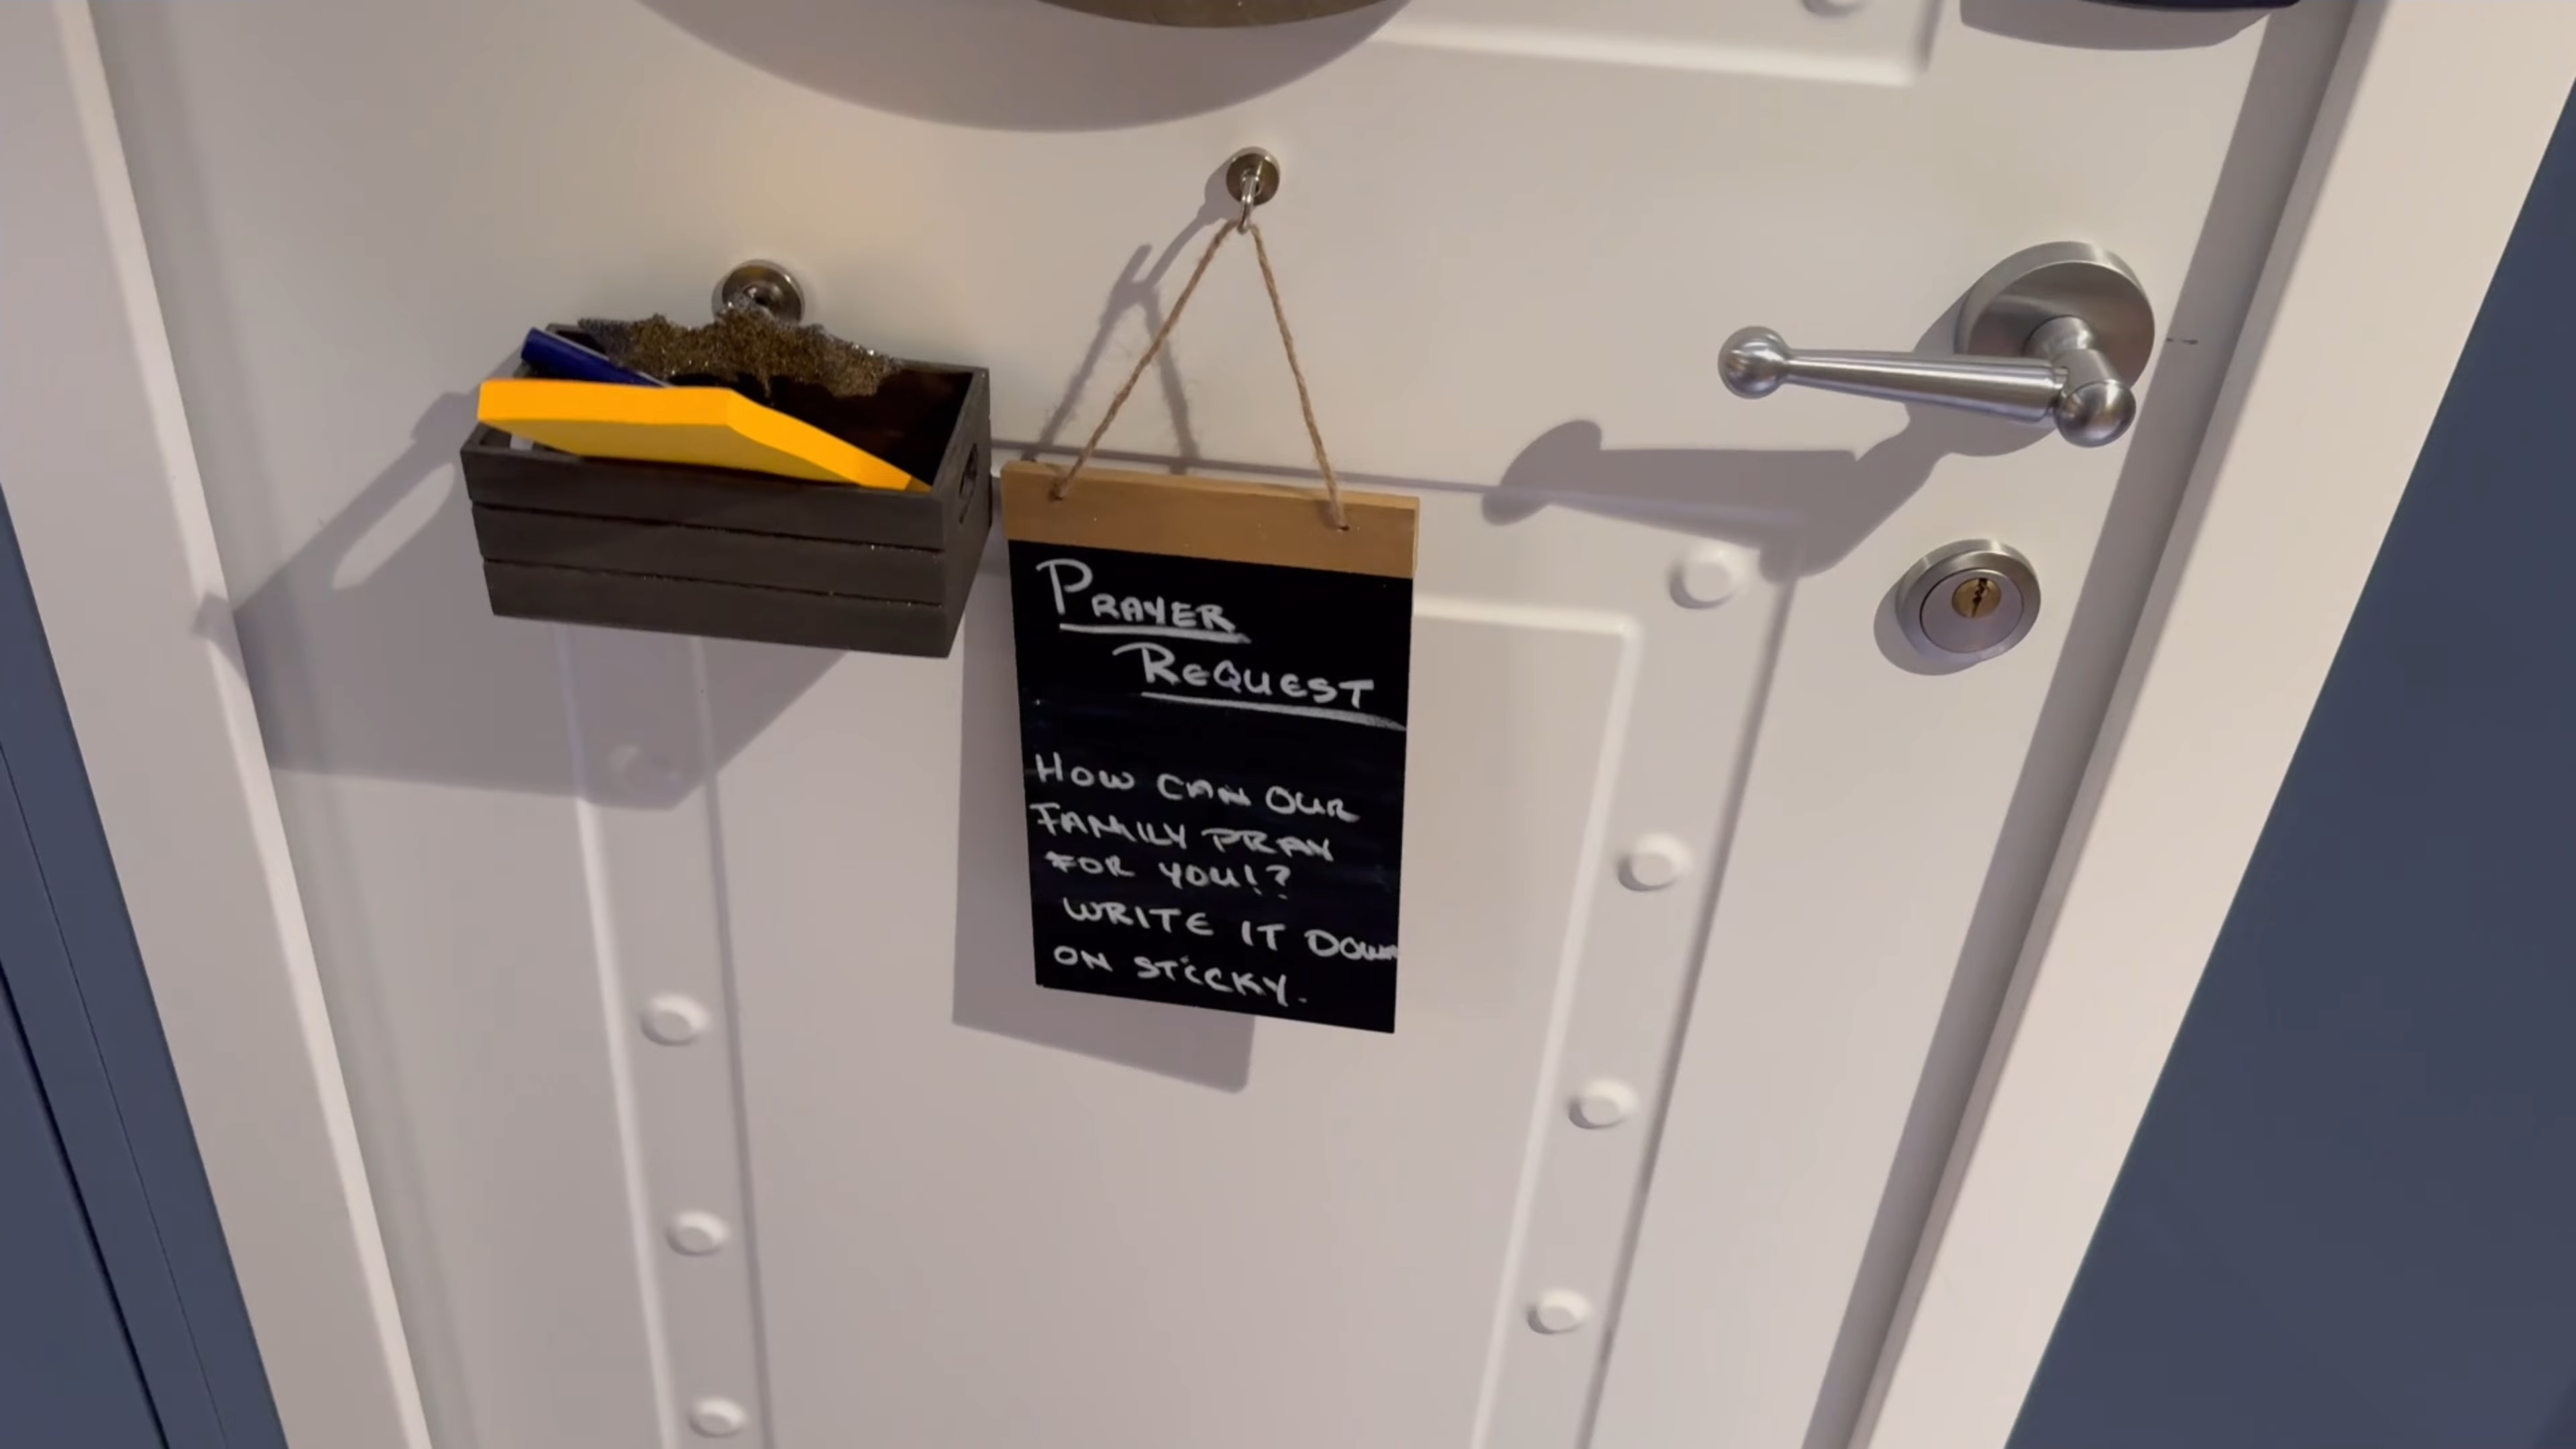 PRAYER
REQUEST
HOW CAN OUR
FAMILY PRAY
FOR YOU!?
WRITE IT DOWN
ON STICKY.